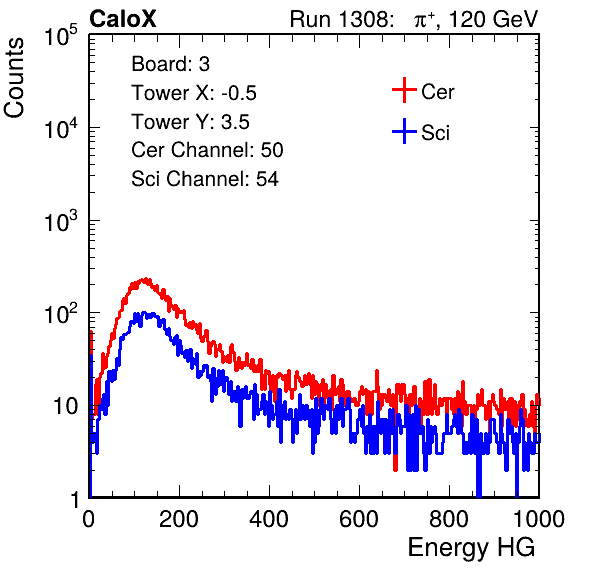 CaloX Run 1308: π⁺, 120 GeV
Counts
10⁵
10⁴
10³
10²
10
1
Board: 3
Tower X: -0.5
Tower Y: 3.5
Cer Channel: 50
Sci Channel: 54
Cer
Sci
0 200 400 600 800 1000
Energy HG